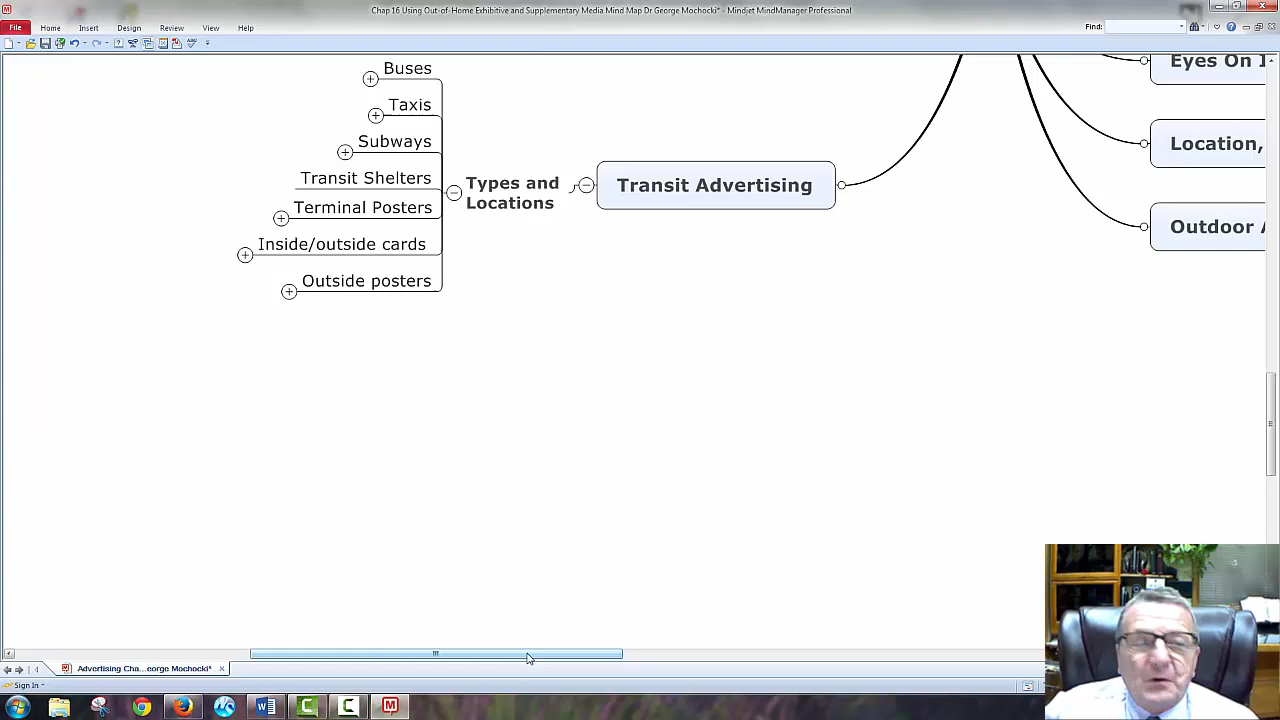 Chap 16 Using Out-of-Home Exhibitive and Supplementary Media Mind Map Dr George Mochocki* - Mindjet MindManager Professional
File Home Insert Design Review View Help
Find:
Buses
Taxis
Subways
Transit Shelters
Terminal Posters
Inside/outside cards
Outside posters
Types and
Locations
Transit Advertising
Eyes On I
Location,
Outdoor A
Advertising Cha...eorge Mochocki*
Sign In